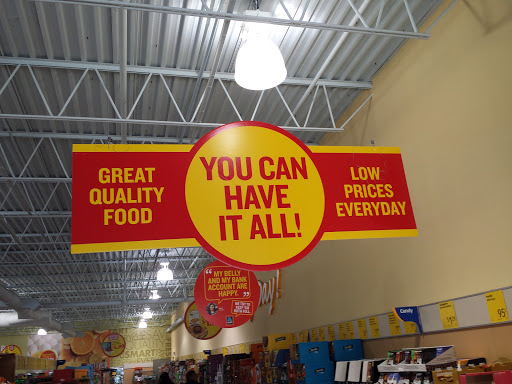 GREAT
QUALITY
FOOD
YOU CAN
HAVE
IT ALL!
LOW
PRICES
EVERYDAY
"MY BELLY
AND MY BANK
ACCOUNT ARE
HAPPY."
Candy
95